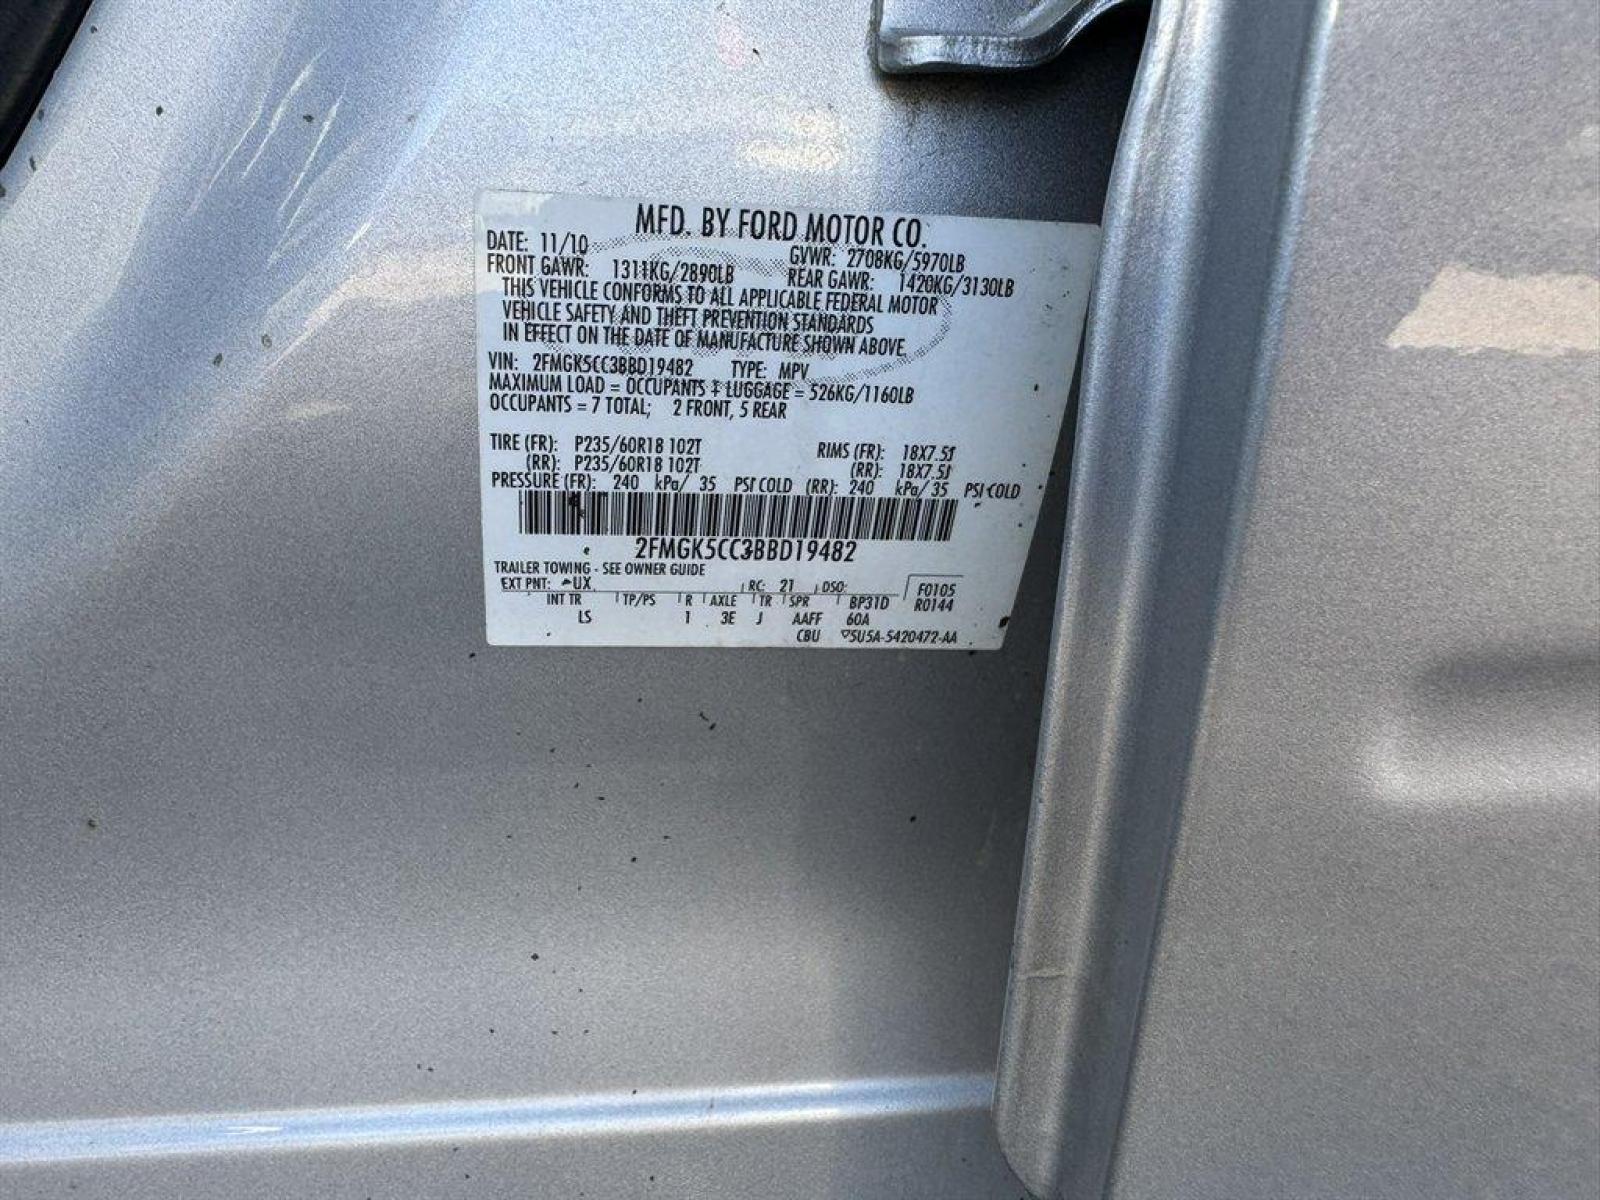 MFD. BY FORD MOTOR CO.
DATE: 11/10 GVWR: 2708KG/5970LB
FRONT GAWR: 1311KG/2890LB REAR GAWR: 1420KG/3130LB
THIS VEHICLE CONFORMS TO ALL APPLICABLE FEDERAL MOTOR
VEHICLE SAFETY AND THEFT PREVENTION STANDARDS
IN EFFECT ON THE DATE OF MANUFACTURE SHOWN ABOVE.
VIN: 2FMGK5CC3BBD19482 TYPE: MPV
MAXIMUM LOAD = OCCUPANTS + LUGGAGE = 526KG/1160LB
OCCUPANTS = 7 TOTAL; 2 FRONT, 5 REAR
TIRE (FR): P235/60R18 102T RIMS (FR): 18X7.5J
(RR): P235/60R18 102T (RR): 18X7.5J
PRESSURE (FR): 240 kPa/ 35 PSI COLD (RR): 240 kPa/ 35 PSI COLD
2FMGK5CC3BBD19482
TRAILER TOWING - SEE OWNER GUIDE
EXT PNT: UX RC: 21 DSO: F0105
INT TR TP/PS R AXLE TR SPR BP31D R0144
LS 1 3E J AAFF 60A
CBU 5U5A-5420472-AA